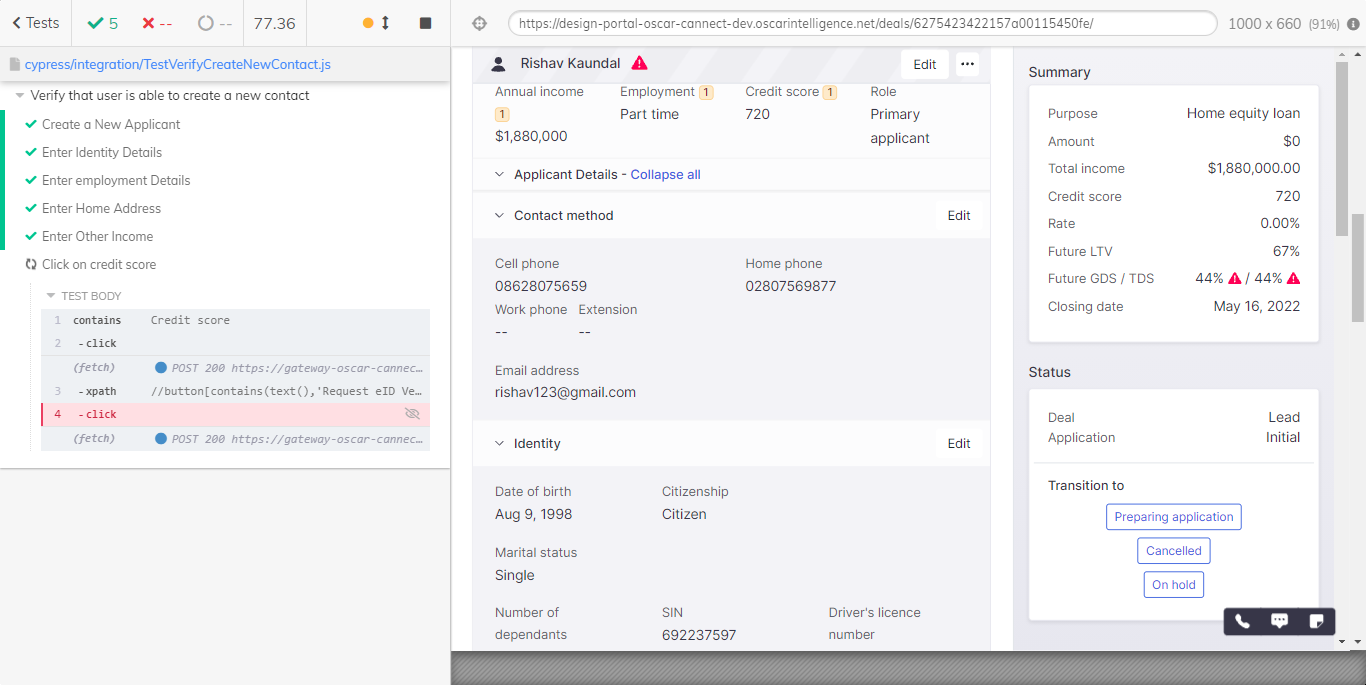 Tests
5
--
--
77.36
https://design-portal-oscar-cannect-dev.oscarintelligence.net/deals/6275423422157a00115450fe/
1000 x 660 (91%)
cypress/integration/TestVerifyCreateNewContact.js
Verify that user is able to create a new contact
Create a New Applicant
Enter Identity Details
Enter employment Details
Enter Home Address
Enter Other Income
Click on credit score
TEST BODY
1 contains Credit score
2 -click
(fetch) POST 200 https://gateway-oscar-cannec...
3 -xpath //button[contains(text(),'Request eID Ve...
4 -click
(fetch) POST 200 https://gateway-oscar-cannec...
Rishav Kaundal
Edit
Annual income 1
$1,880,000
Employment 1
Part time
Credit score 1
720
Role
Primary
applicant
Applicant Details - Collapse all
Contact method
Edit
Cell phone
08628075659
Home phone
02807569877
Work phone
--
Extension
--
Email address
rishav123@gmail.com
Identity
Edit
Date of birth
Aug 9, 1998
Citizenship
Citizen
Marital status
Single
Number of
dependants
SIN
692237597
Driver's licence
number
Summary
Purpose Home equity loan
Amount $0
Total income $1,880,000.00
Credit score 720
Rate 0.00%
Future LTV 67%
Future GDS / TDS 44% / 44%
Closing date May 16, 2022
Status
Deal Lead
Application Initial
Transition to
Preparing application
Cancelled
On hold